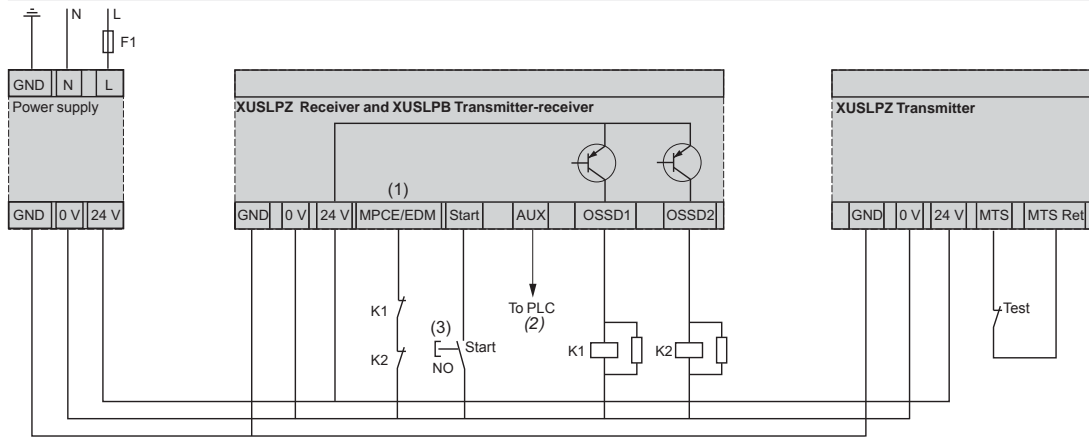 N L
F1
GND N L
Power supply
GND 0 V 24 V
XUSLPZ Receiver and XUSLPB Transmitter-receiver
(1)
GND 0 V 24 V MPCE/EDM Start AUX OSSD1 OSSD2
XUSLPZ Transmitter
GND 0 V 24 V MTS MTS Ret
K1
K2
(3)
Start
NO
To PLC
(2)
K1
K2
Test